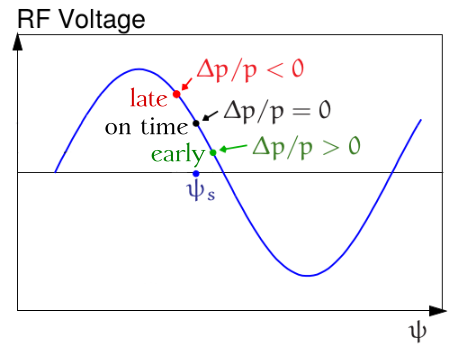 RF Voltage
Δp/p < 0
late
Δp/p = 0
on time
early
Δp/p > 0
ψs
ψ